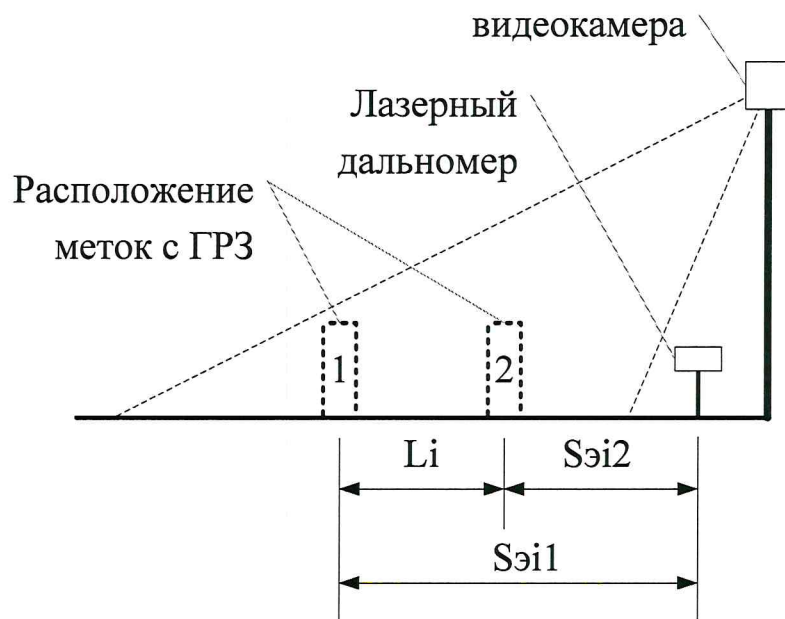 видеокамера
Лазерный
дальномер
Расположение
меток с ГРЗ
1
2
Li
Sэi2
Sэi1